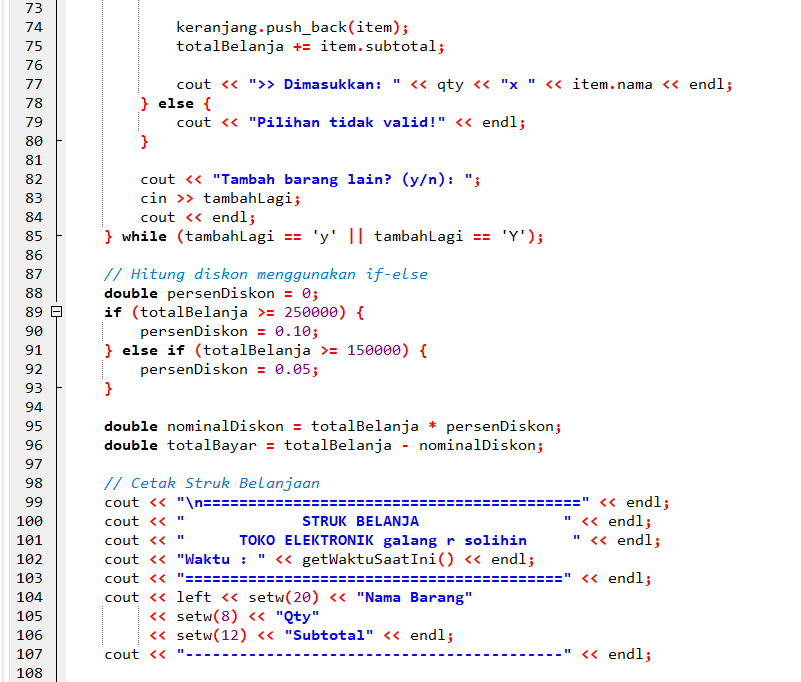 73
74 keranjang.push_back(item);
75 totalBelanja += item.subtotal;
76
77 cout << ">> Dimasukkan: " << qty << "x " << item.nama << endl;
78 } else {
79 cout << "Pilihan tidak valid!" << endl;
80 }
81
82 cout << "Tambah barang lain? (y/n): ";
83 cin >> tambahLagi;
84 cout << endl;
85 } while (tambahLagi == 'y' || tambahLagi == 'Y');
86
87 // Hitung diskon menggunakan if-else
88 double persenDiskon = 0;
89 if (totalBelanja >= 250000) {
90 persenDiskon = 0.10;
91 } else if (totalBelanja >= 150000) {
92 persenDiskon = 0.05;
93 }
94
95 double nominalDiskon = totalBelanja * persenDiskon;
96 double totalBayar = totalBelanja - nominalDiskon;
97
98 // Cetak Struk Belanjaan
99 cout << "\n==========================================" << endl;
100 cout << "             STRUK BELANJA                " << endl;
101 cout << "      TOKO ELEKTRONIK galang r solihin     " << endl;
102 cout << "Waktu : " << getWaktuSaatIni() << endl;
103 cout << "==========================================" << endl;
104 cout << left << setw(20) << "Nama Barang"
105 << setw(8) << "Qty"
106 << setw(12) << "Subtotal" << endl;
107 cout << "------------------------------------------" << endl;
108